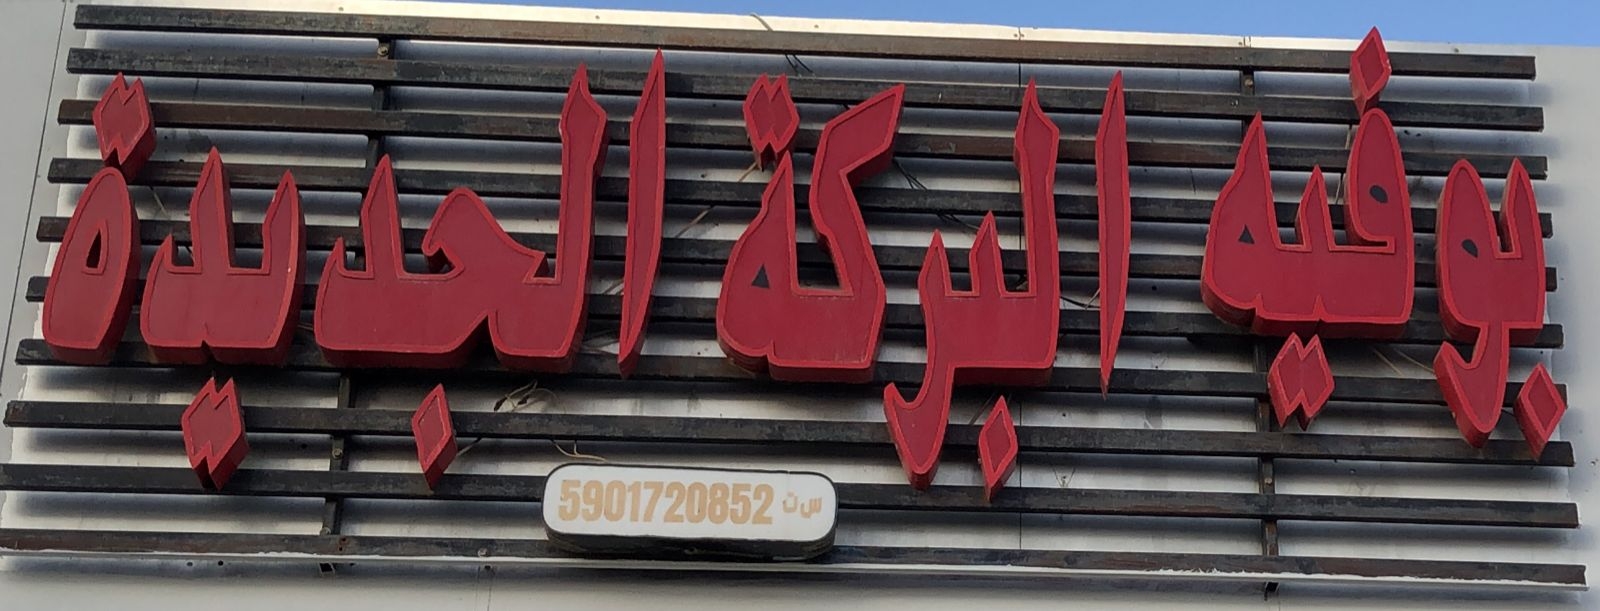 بوفيه البركة الجديدة
س ت 5901720852